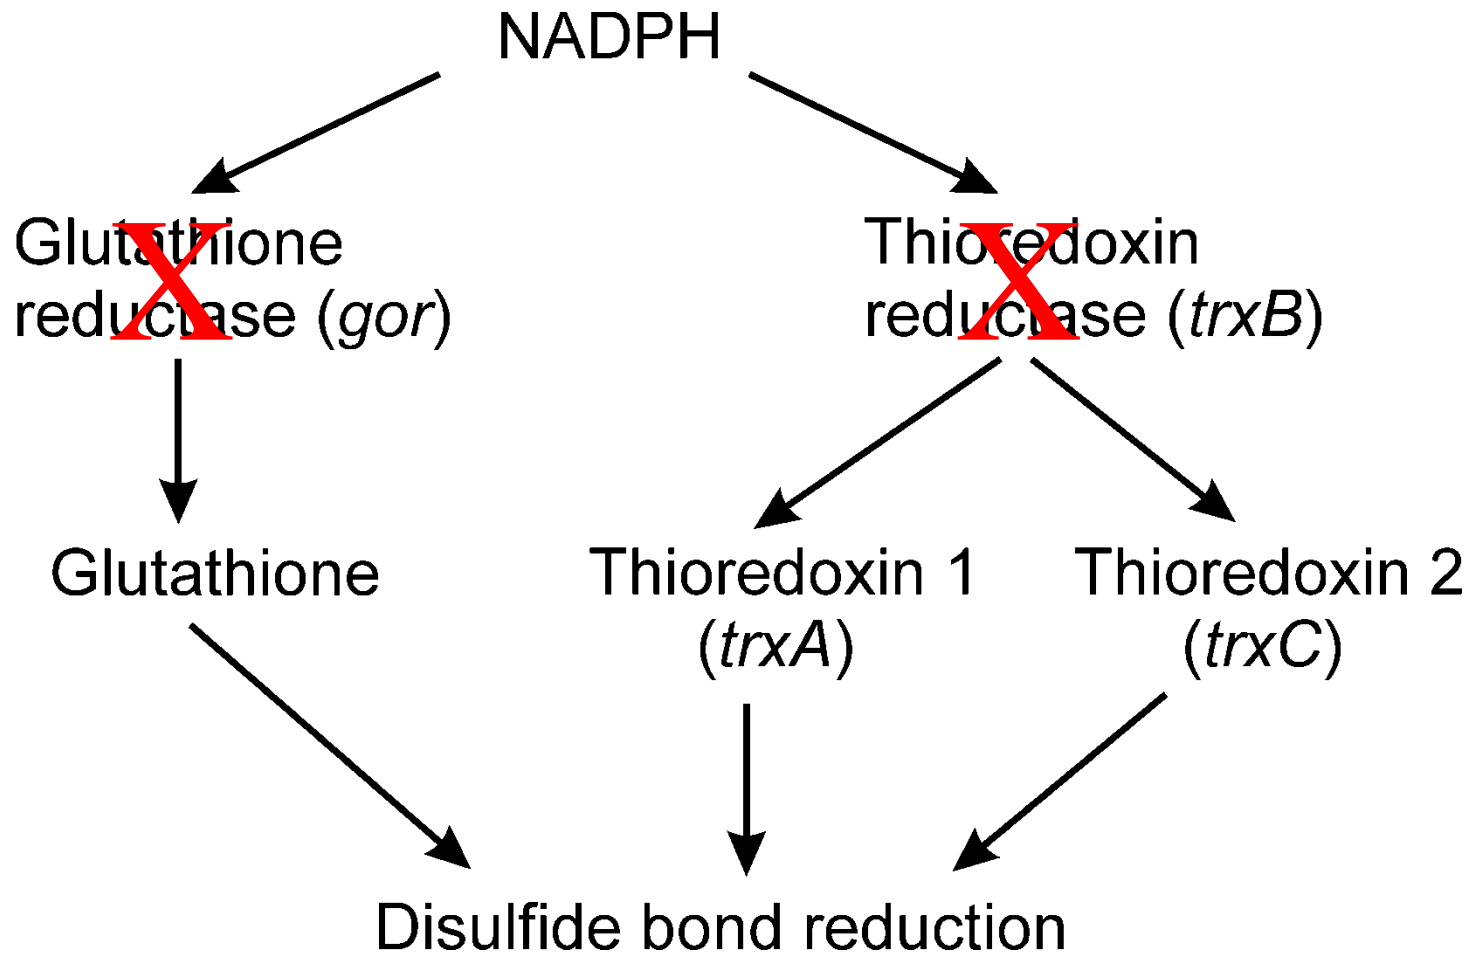 NADPH
Glutathione
reductase (gor)
Thioredoxin
reductase (trxB)
X
X
Glutathione
Thioredoxin 1
(trxA)
Thioredoxin 2
(trxC)
Disulfide bond reduction